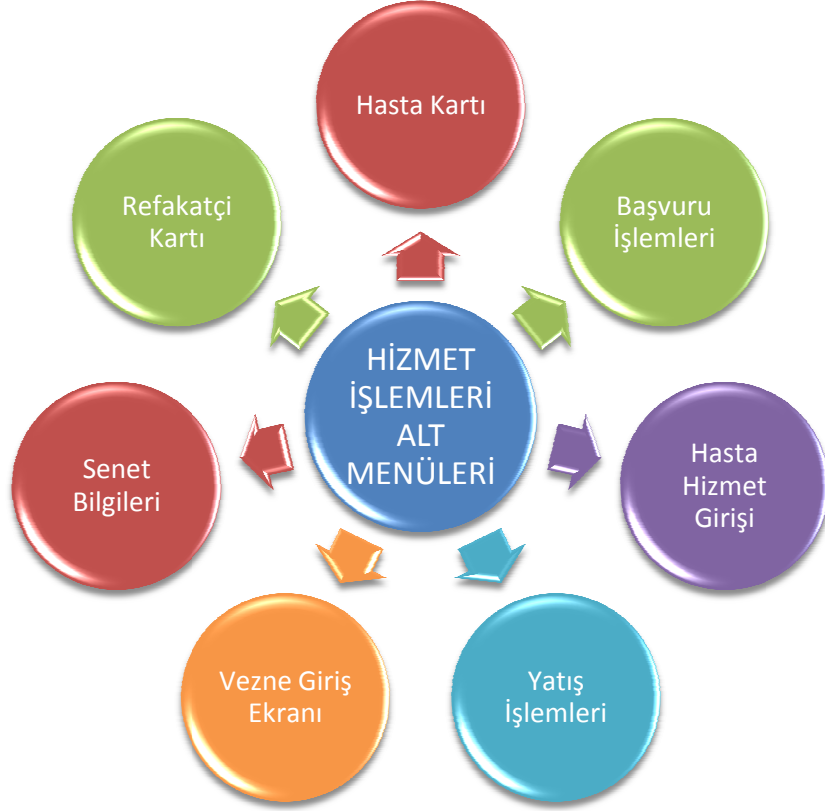 Hasta Kartı
Refakatçi
Kartı
Başvuru
İşlemleri
HİZMET
İŞLEMLERİ
ALT
MENÜLERİ
Senet
Bilgileri
Hasta
Hizmet
Girişi
Vezne Giriş
Ekranı
Yatış
İşlemleri